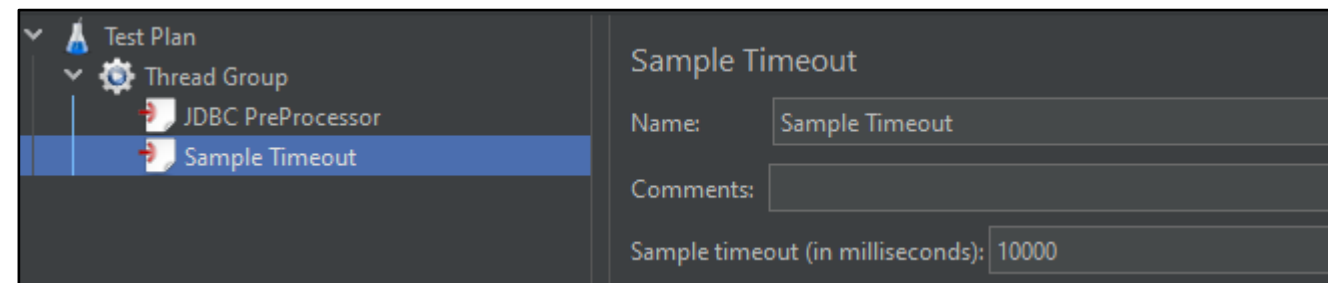 Test Plan
Thread Group
JDBC PreProcessor
Sample Timeout
Sample Timeout
Name: Sample Timeout
Comments:
Sample timeout (in milliseconds): 10000